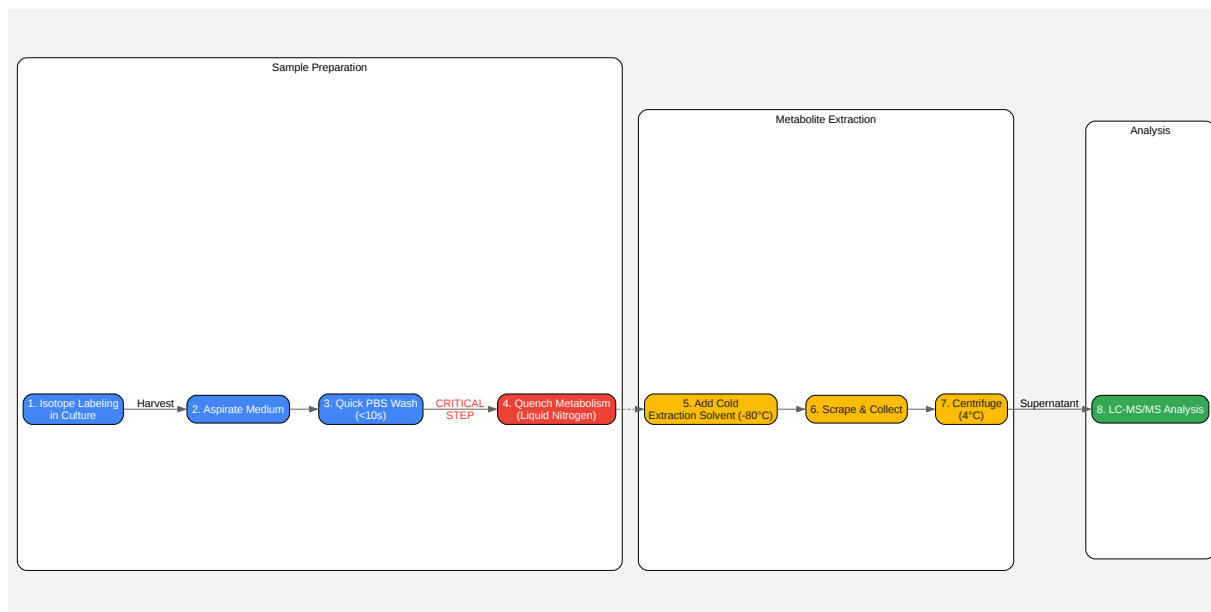 Sample Preparation
Metabolite Extraction
Analysis
1. Isotope Labeling
in Culture
Harvest
2. Aspirate Medium
3. Quick PBS Wash
(<10s)
CRITICAL
STEP
4. Quench Metabolism
(Liquid Nitrogen)
5. Add Cold
Extraction Solvent (-80°C)
6. Scrape & Collect
7. Centrifuge
(4°C)
Supernatant
8. LC-MS/MS Analysis